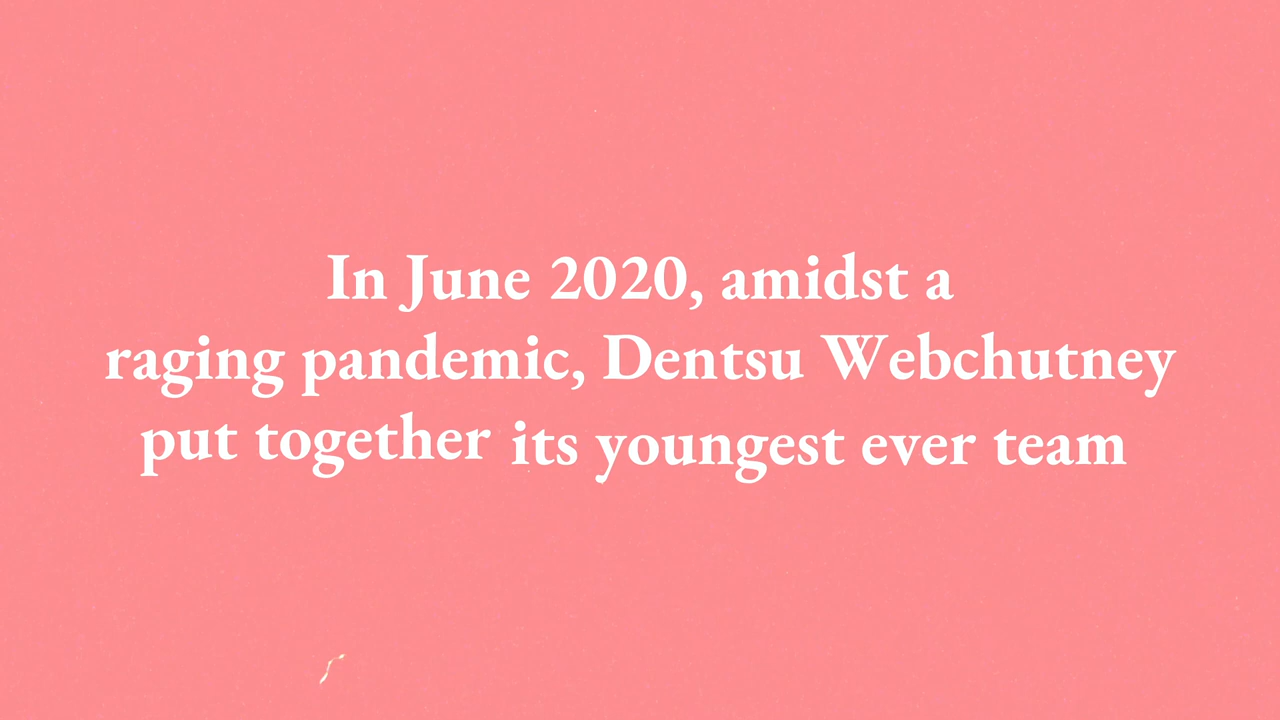 In June 2020, amidst a
raging pandemic, Dentsu Webchutney
put together its youngest ever team